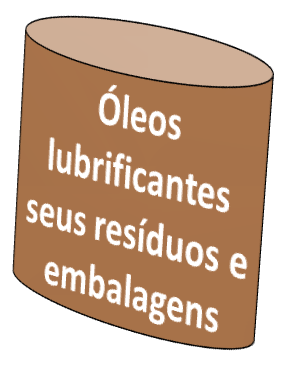 Óleos
lubrificantes
seus resíduos e
embalagens